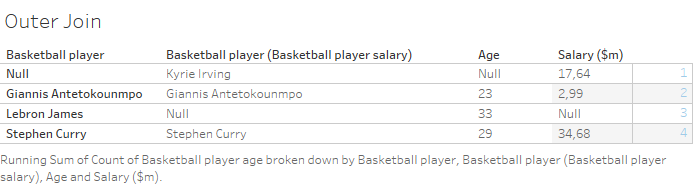 Outer Join
Basketball player Basketball player (Basketball player salary) Age Salary ($m)
Null Kyrie Irving Null 17,64 1
Giannis Antetokounmpo Giannis Antetokounmpo 23 2,99 2
Lebron James Null 33 Null 3
Stephen Curry Stephen Curry 29 34,68 4
Running Sum of Count of Basketball player age broken down by Basketball player, Basketball player (Basketball player
salary), Age and Salary ($m).